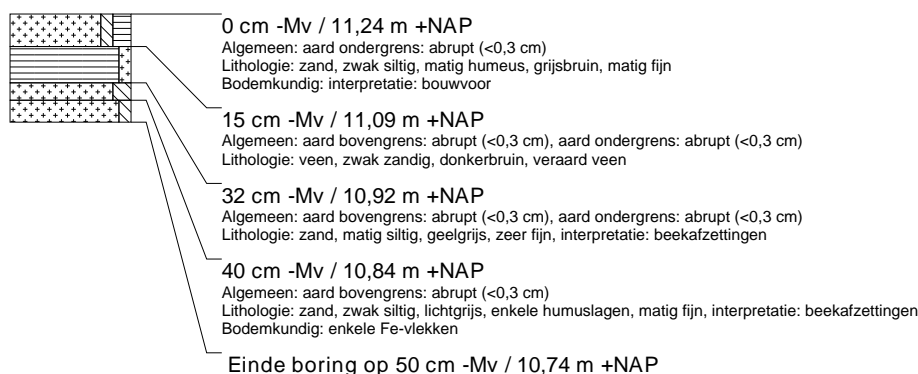 0 cm -Mv / 11,24 m +NAP
Algemeen: aard ondergrens: abrupt (<0,3 cm)
Lithologie: zand, zwak siltig, matig humeus, grijsbruin, matig fijn
Bodemkundig: interpretatie: bouwvoor
15 cm -Mv / 11,09 m +NAP
Algemeen: aard bovengrens: abrupt (<0,3 cm), aard ondergrens: abrupt (<0,3 cm)
Lithologie: veen, zwak zandig, donkerbruin, veraard veen
32 cm -Mv / 10,92 m +NAP
Algemeen: aard bovengrens: abrupt (<0,3 cm), aard ondergrens: abrupt (<0,3 cm)
Lithologie: zand, matig siltig, geelgrijs, zeer fijn, interpretatie: beekafzettingen
40 cm -Mv / 10,84 m +NAP
Algemeen: aard bovengrens: abrupt (<0,3 cm)
Lithologie: zand, zwak siltig, lichtgrijs, enkele humuslagen, matig fijn, interpretatie: beekafzettingen
Bodemkundig: enkele Fe-vlekken
Einde boring op 50 cm -Mv / 10,74 m +NAP